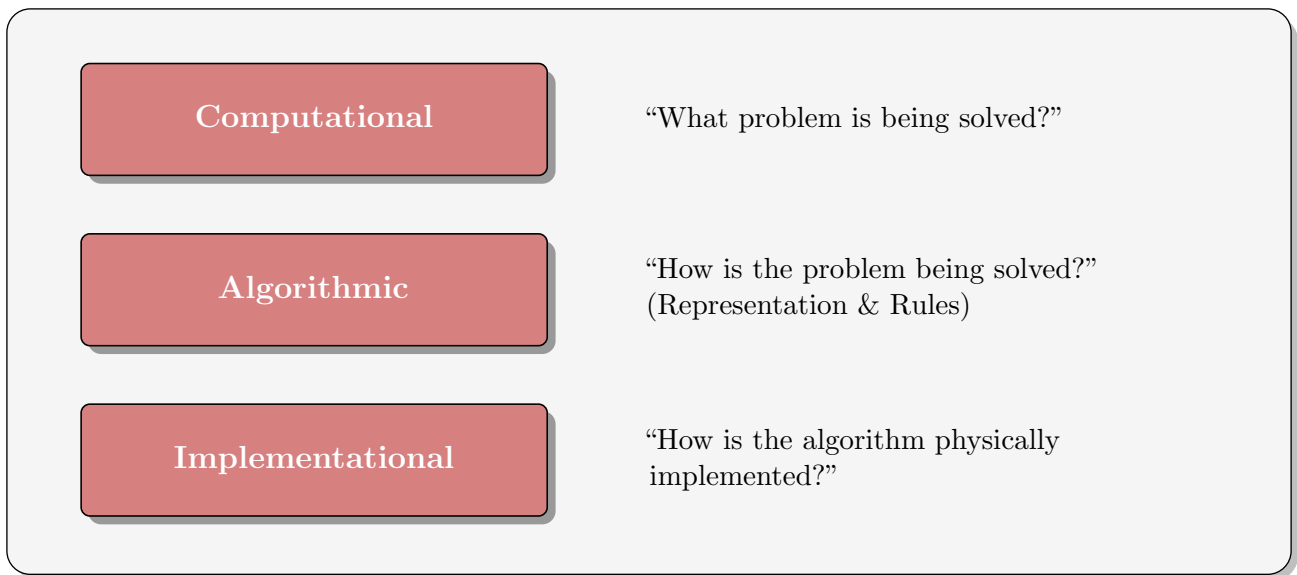 Computational
“What problem is being solved?”
Algorithmic
“How is the problem being solved?”
(Representation & Rules)
Implementational
“How is the algorithm physically
implemented?”